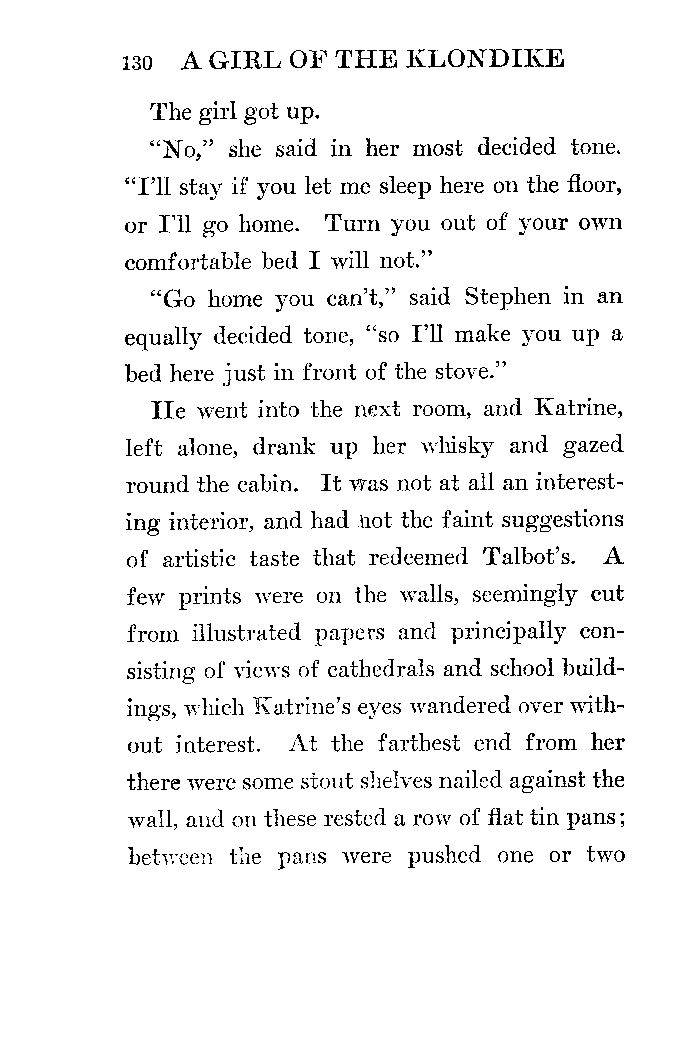 130 A GIRL OF THE KLONDIKE
The girl got up.
“No,” she said in her most decided tone.
“I’ll stay if you let me sleep here on the floor,
or I’ll go home. Turn you out of your own
comfortable bed I will not.”
“Go home you can’t,” said Stephen in an
equally decided tone, “so I’ll make you up a
bed here just in front of the stove.”
He went into the next room, and Katrine,
left alone, drank up her whisky and gazed
round the cabin. It was not at all an interest-
ing interior, and had not the faint suggestions
of artistic taste that redeemed Talbot’s. A
few prints were on the walls, seemingly cut
from illustrated papers and principally con-
sisting of views of cathedrals and school build-
ings, which Katrine’s eyes wandered over with-
out interest. At the farthest end from her
there were some stout shelves nailed against the
wall, and on these rested a row of flat tin pans;
between the pans were pushed one or two